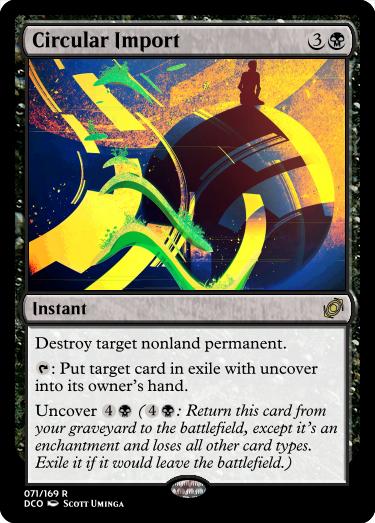 Circular Import 3
Instant
Destroy target nonland permanent.
: Put target card in exile with uncover
into its owner's hand.
Uncover 4 (4: Return this card from
your graveyard to the battlefield, except it's an
enchantment and loses all other card types.
Exile it if it would leave the battlefield.)
071/169 R
DCO Scott Uminga